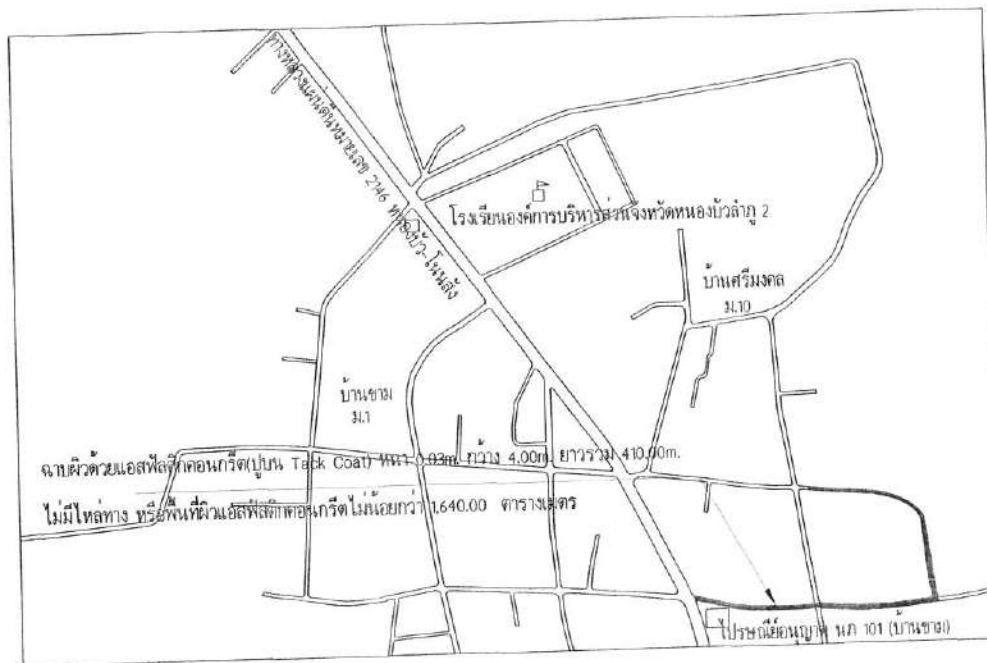 ทางหลวงแผ่นดินหมายเลข 2146 หนองบัว-โนนสัง
โรงเรียนองค์การบริหารส่วนจังหวัดหนองบัวลำภู 2
บ้านศรีมงคล
ม.10
บ้านขาม
ม.1
ฉาบผิวด้วยแอสฟัลติกคอนกรีต(ปูบน Tack Coat) หนา 0.03m. กว้าง 4.00m. ยาวรวม 410.00m.
ไม่มีไหล่ทาง หรือพื้นที่ผิวแอสฟัสติกคอนกรีตไม่น้อยกว่า 1,640.00 ตารางเมตร
ไปรษณีย์อนุญาต นภ 101 (บ้านขาม)